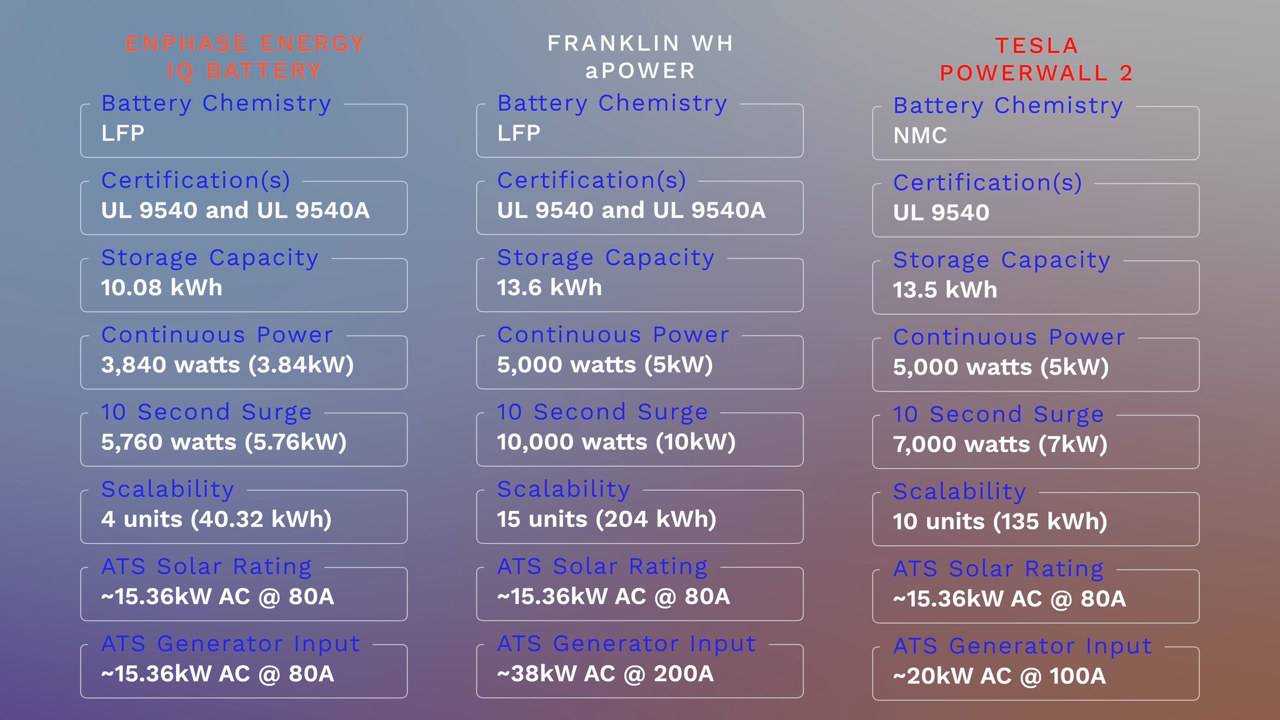 ENPHASE ENERGY
IQ BATTERY
Battery Chemistry
LFP
Certification(s)
UL 9540 and UL 9540A
Storage Capacity
10.08 kWh
Continuous Power
3,840 watts (3.84kW)
10 Second Surge
5,760 watts (5.76kW)
Scalability
4 units (40.32 kWh)
ATS Solar Rating
~15.36kW AC @ 80A
ATS Generator Input
~15.36kW AC @ 80A
FRANKLIN WH
aPOWER
Battery Chemistry
LFP
Certification(s)
UL 9540 and UL 9540A
Storage Capacity
13.6 kWh
Continuous Power
5,000 watts (5kW)
10 Second Surge
10,000 watts (10kW)
Scalability
15 units (204 kWh)
ATS Solar Rating
~15.36kW AC @ 80A
ATS Generator Input
~38kW AC @ 200A
TESLA
POWERWALL 2
Battery Chemistry
NMC
Certification(s)
UL 9540
Storage Capacity
13.5 kWh
Continuous Power
5,000 watts (5kW)
10 Second Surge
7,000 watts (7kW)
Scalability
10 units (135 kWh)
ATS Solar Rating
~15.36kW AC @ 80A
ATS Generator Input
~20kW AC @ 100A